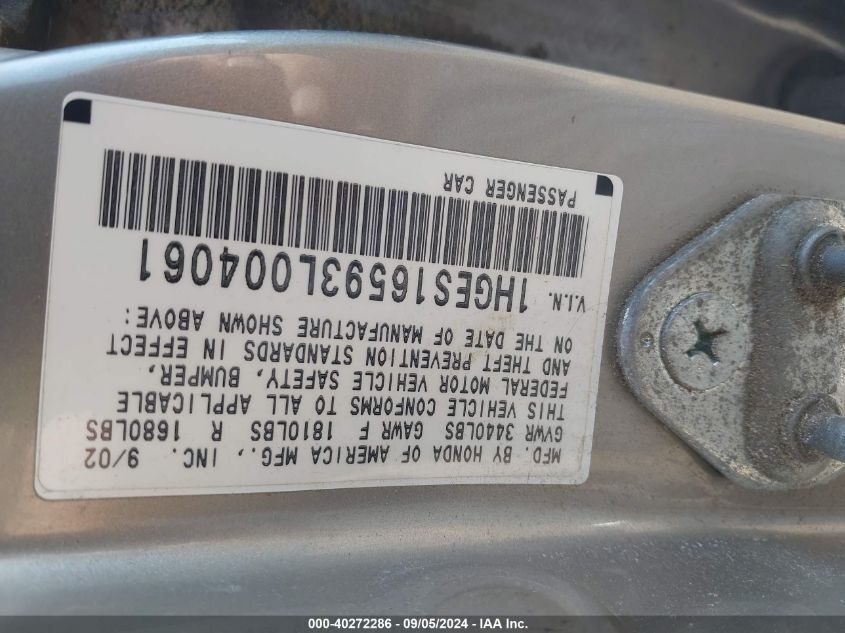 MFD. BY HONDA OF AMERICA MFG., INC. 9/02
GVWR 3440LBS GAWR F 1810LBS R 1680LBS
THIS VEHICLE CONFORMS TO ALL APPLICABLE
FEDERAL MOTOR VEHICLE SAFETY, BUMPER,
AND THEFT PREVENTION STANDARDS IN EFFECT
ON THE DATE OF MANUFACTURE SHOWN ABOVE:
V.I.N. 1HGES16593L004061
PASSENGER CAR
000-40272286 - 09/05/2024 - IAA Inc.